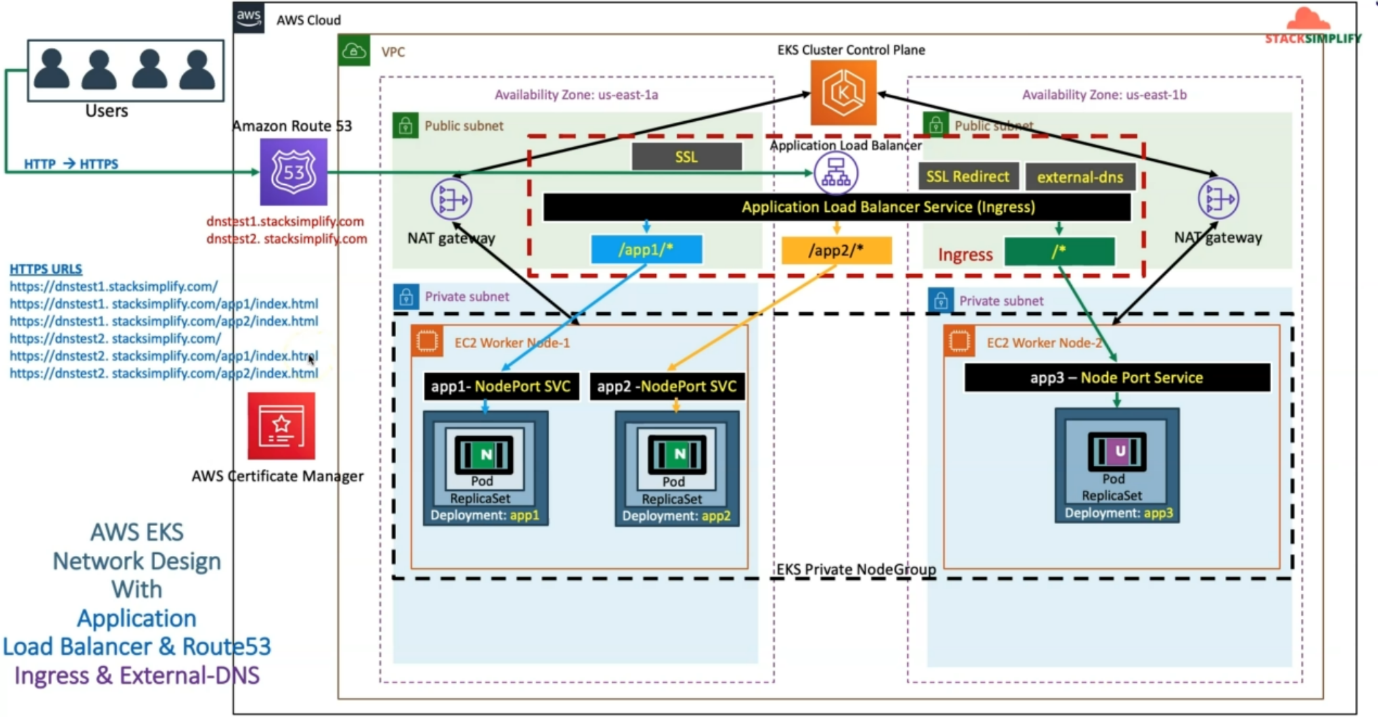 aws
AWS Cloud
STACKSIMPLIFY
VPC
EKS Cluster Control Plane
Users
Availability Zone: us-east-1a
Availability Zone: us-east-1b
Amazon Route 53
Public subnet
Public subnet
HTTP → HTTPS
53
SSL
Application Load Balancer
SSL Redirect
external-dns
Application Load Balancer Service (Ingress)
dnstest1.stacksimplify.com
dnstest2. stacksimplify.com
NAT gateway
NAT gateway
/app1/*
/app2/*
Ingress
/*
HTTPS URLS
https://dnstest1.stacksimplify.com/
https://dnstest1. stacksimplify.com/app1/index.html
https://dnstest1. stacksimplify.com/app2/index.html
https://dnstest2. stacksimplify.com/
https://dnstest2. stacksimplify.com/app1/index.html
https://dnstest2. stacksimplify.com/app2/index.html
Private subnet
Private subnet
EC2 Worker Node-1
EC2 Worker Node-2
app1- NodePort SVC
app2 -NodePort SVC
app3 – Node Port Service
K
N
N
U
Pod
Pod
Pod
ReplicaSet
ReplicaSet
ReplicaSet
Deployment: app1
Deployment: app2
Deployment: app3
AWS Certificate Manager
EKS Private NodeGroup
AWS EKS
Network Design
With
Application
Load Balancer & Route53
Ingress & External-DNS